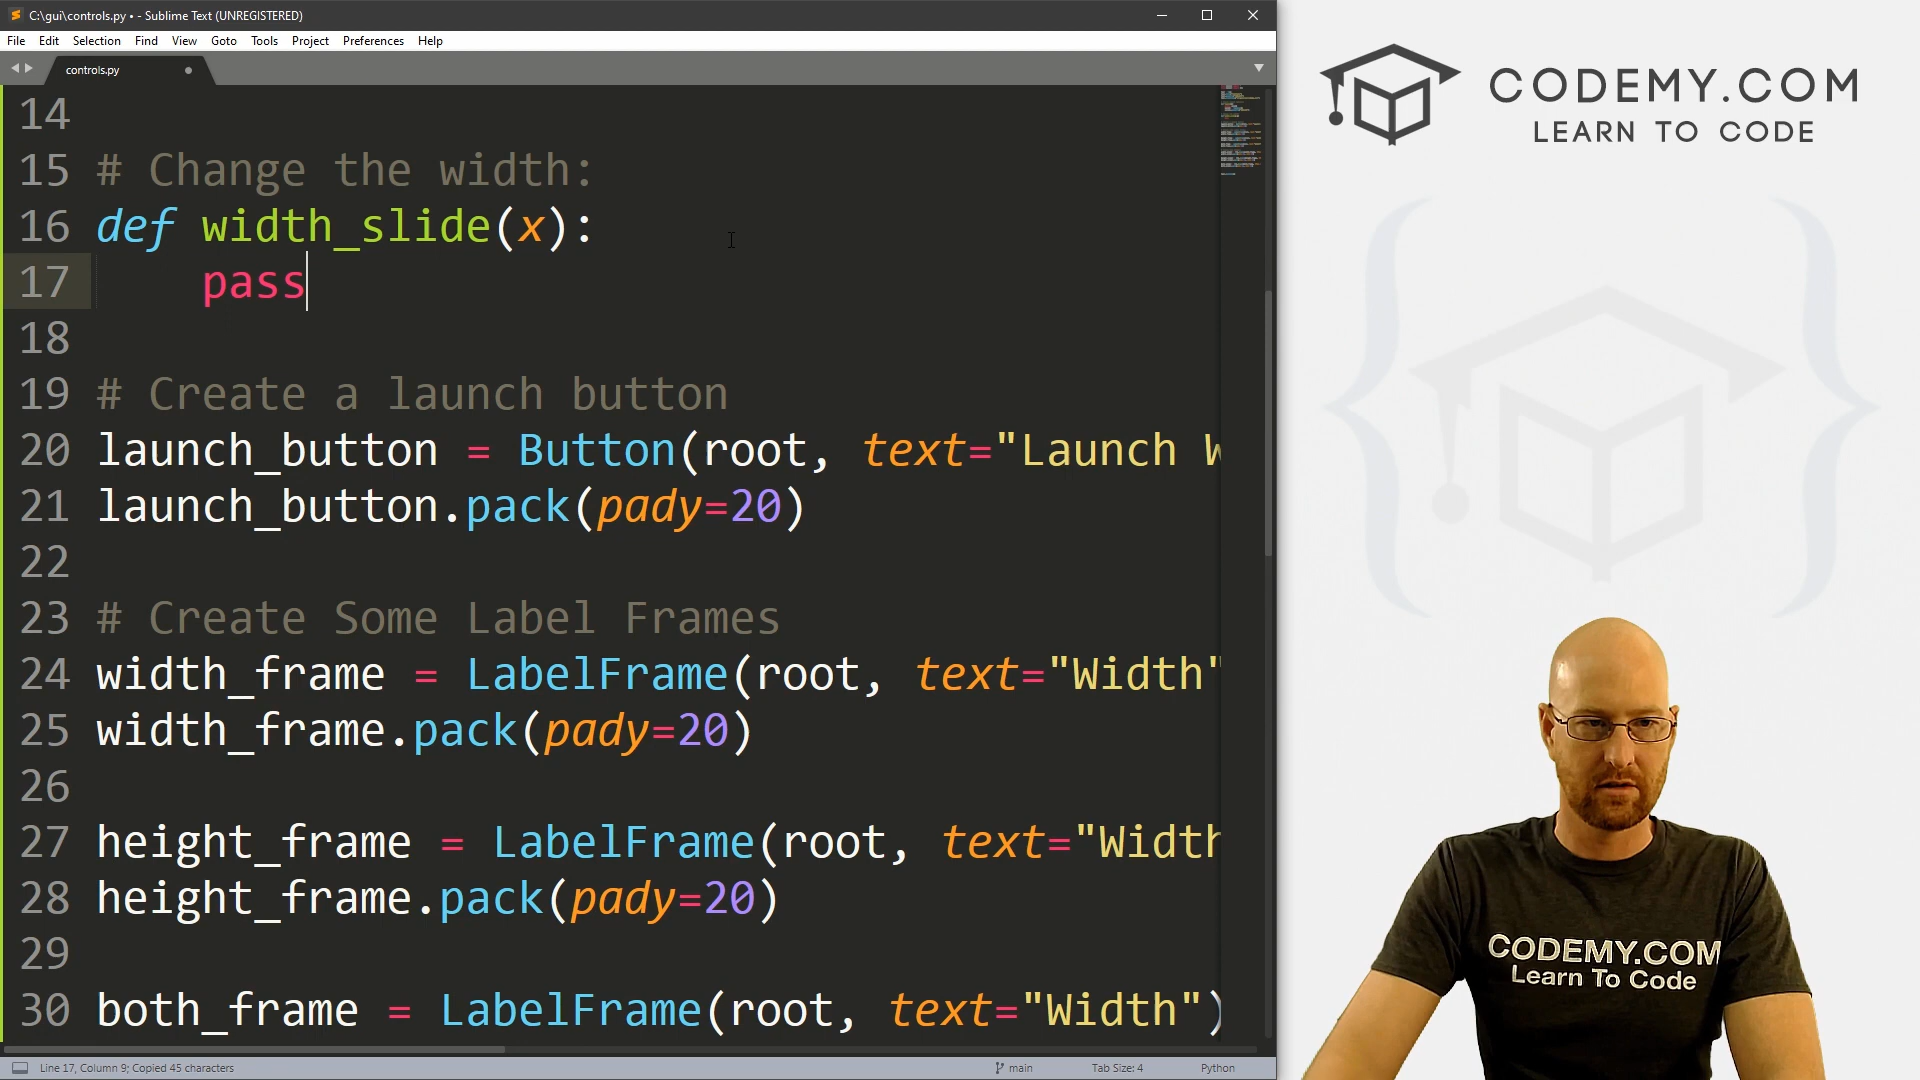 C:\gui\controls.py • - Sublime Text (UNREGISTERED)
File Edit Selection Find View Goto Tools Project Preferences Help
controls.py
14
15 # Change the width:
16 def width_slide(x):
17 pass
18
19 # Create a launch button
20 launch_button = Button(root, text="Launch W
21 launch_button.pack(pady=20)
22
23 # Create Some Label Frames
24 width_frame = LabelFrame(root, text="Width"
25 width_frame.pack(pady=20)
26
27 height_frame = LabelFrame(root, text="Width
28 height_frame.pack(pady=20)
29
30 both_frame = LabelFrame(root, text="Width")
Line 17, Column 9; Copied 45 characters
main
Tab Size: 4
Python
CODEMY.COM
LEARN TO CODE
CODEMY.COM
Learn To Code